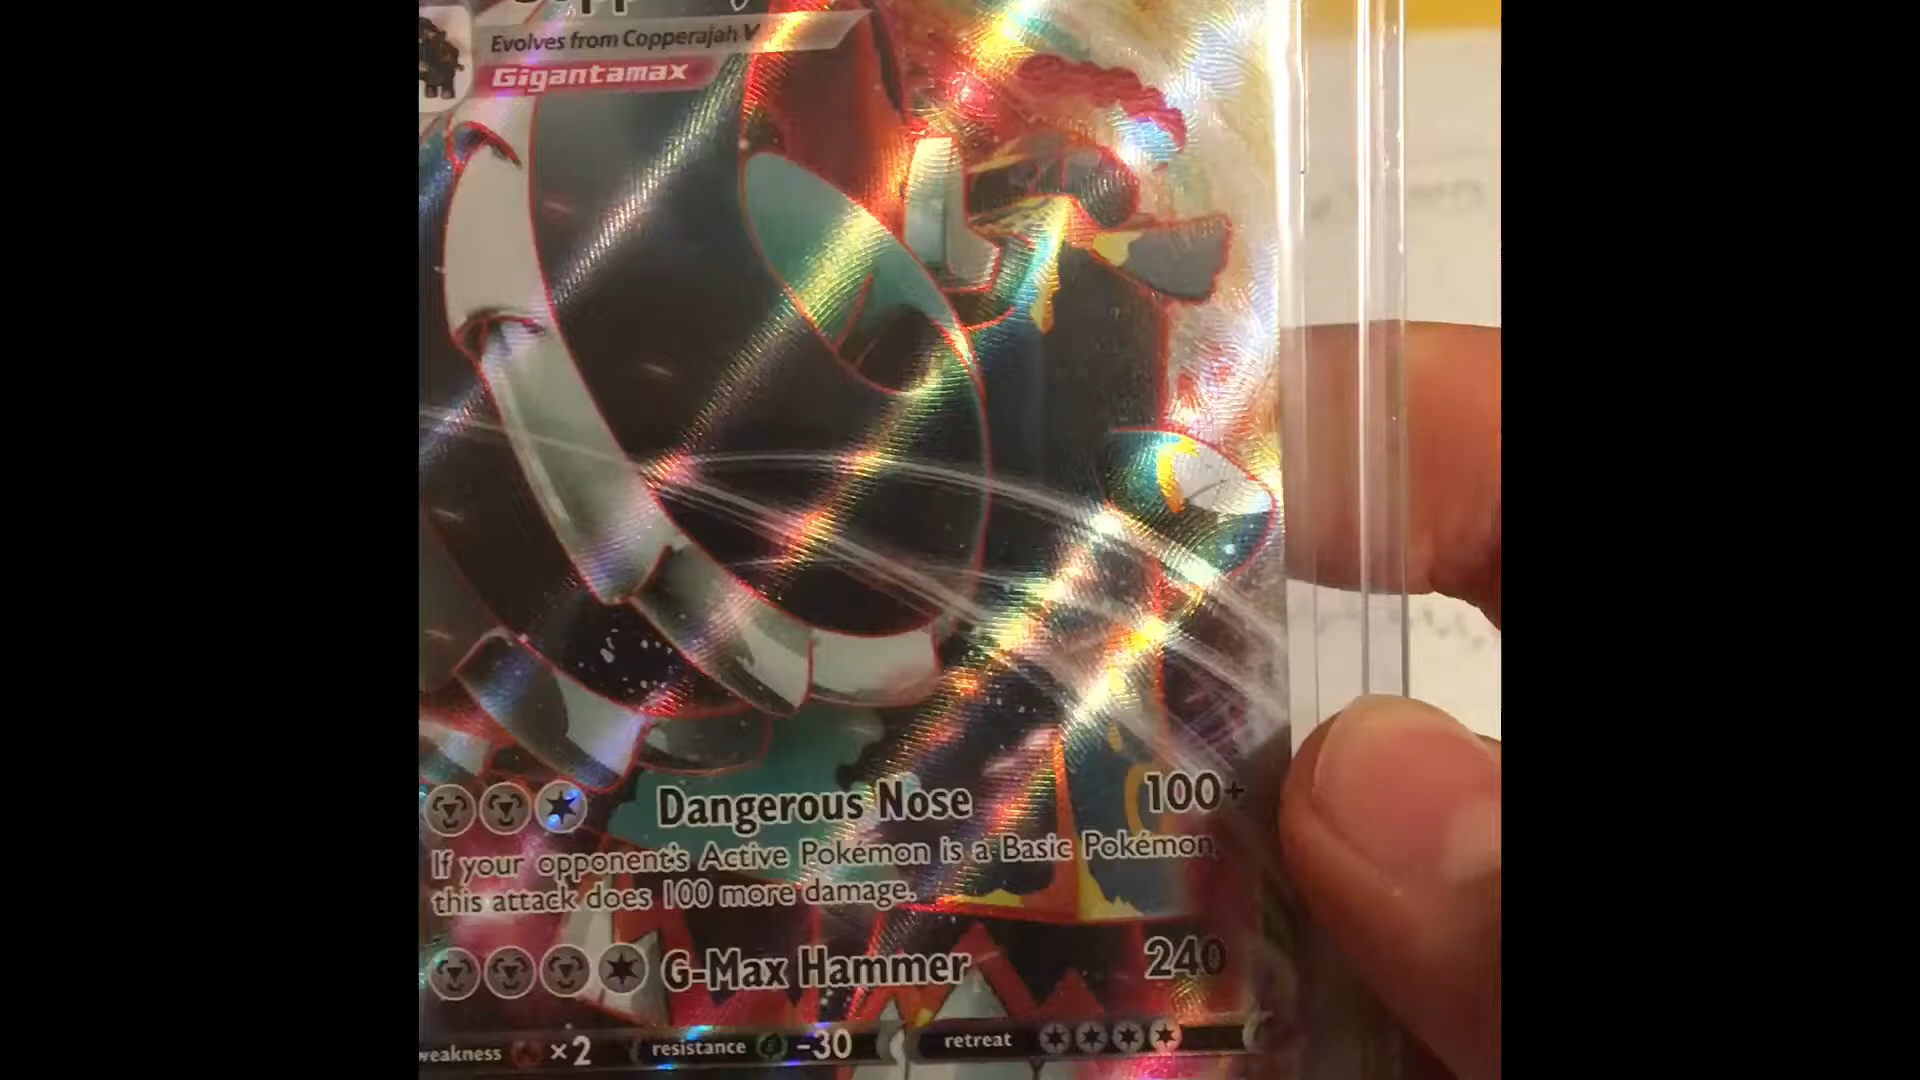 Evolves from Copperajah V
Gigantamax
Dangerous Nose 100+
If your opponent's Active Pokémon is a Basic Pokémon,
this attack does 100 more damage.
G-Max Hammer 240
weakness ×2 resistance -30 retreat